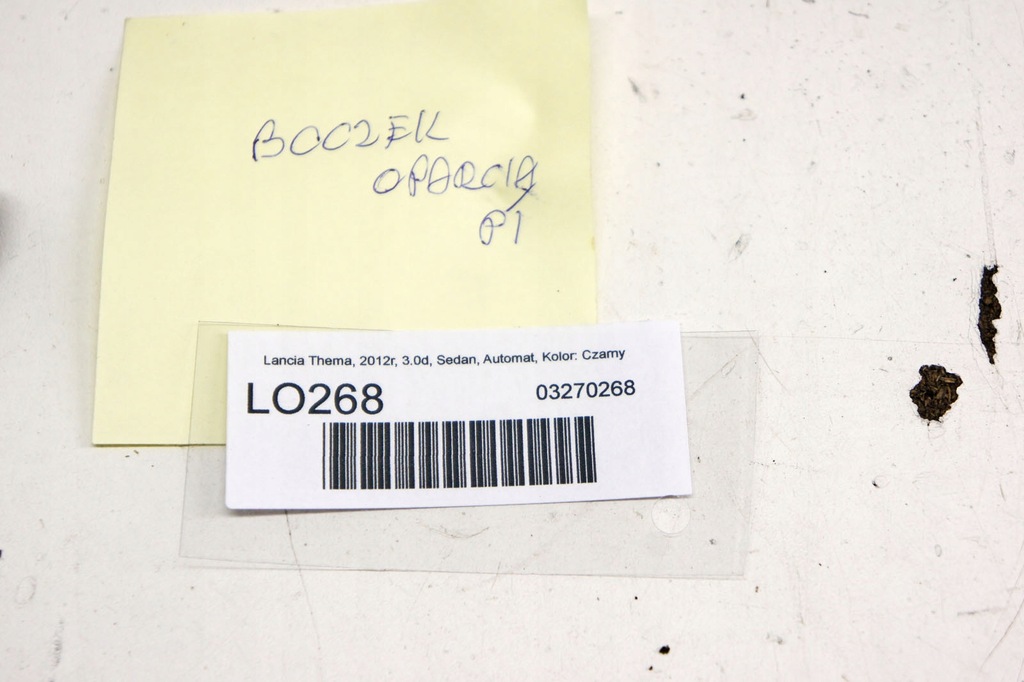 BOCZEK
OPARCIA
P1
Lancia Thema, 2012r, 3.0d, Sedan, Automat, Kolor: Czarny
LO268
03270268